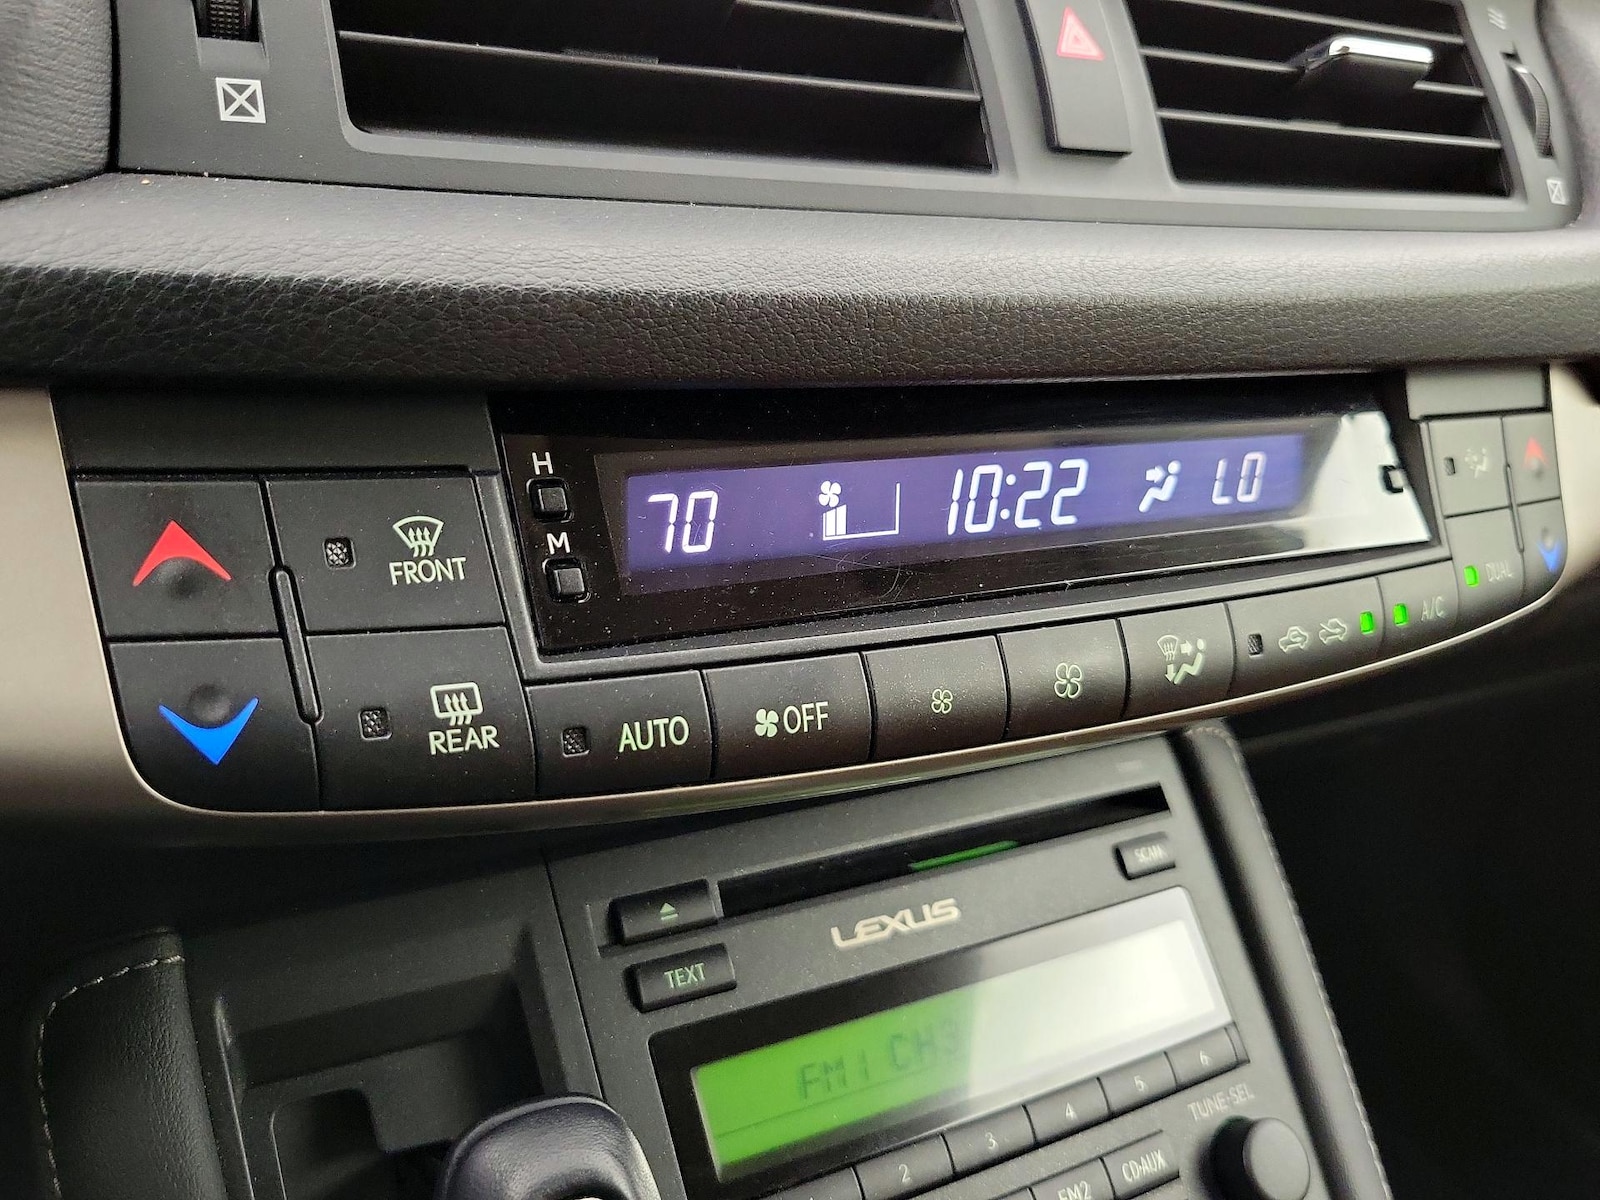 H
M
70 10:22 LO
FRONT
REAR
AUTO
OFF
A/C
DUAL
SCAN
LEXUS
TEXT
FM1 CH3
2 3 4 5 6
TUNE·SEL
FM2
CD·AUX